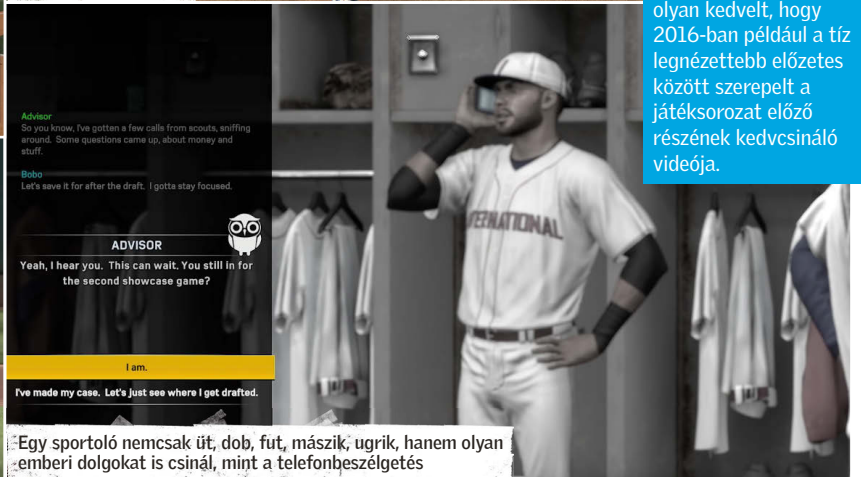 olyan kedvelt, hogy
2016-ban például a tíz
legnézettebb előzetes
között szerepelt a
játéksorozat előző
részének kedvcsináló
videója.
Advisor
So you know, I've gotten a few calls from scouts, sniffing
around. Some questions came up, about money and
stuff.
Bobo
Let's save it for after the draft. I gotta stay focused.
ADVISOR
Yeah, I hear you. This can wait. You still in for
the second showcase game?
I am.
I've made my case. Let's just see where I get drafted.
Egy sportoló nemcsak üt, dob, fut, mászik, ugrik, hanem olyan
emberi dolgokat is csinál, mint a telefonbeszélgetés